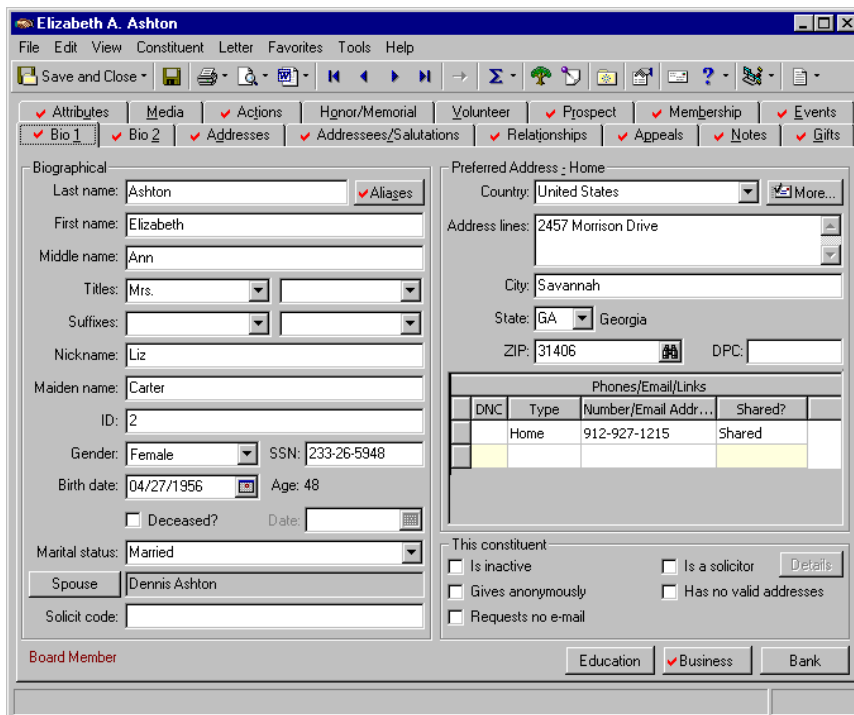 Elizabeth A. Ashton
File Edit View Constituent Letter Favorites Tools Help
Save and Close
Attributes Media Actions Honor/Memorial Volunteer Prospect Membership Events
Bio 1 Bio 2 Addresses Addressees/Salutations Relationships Appeals Notes Gifts
Biographical
Last name: Ashton Aliases
First name: Elizabeth
Middle name: Ann
Titles: Mrs.
Suffixes:
Nickname: Liz
Maiden name: Carter
ID: 2
Gender: Female SSN: 233-26-5948
Birth date: 04/27/1956 Age: 48
Deceased? Date:
Marital status: Married
Spouse Dennis Ashton
Solicit code:
Preferred Address - Home
Country: United States More...
Address lines: 2457 Morrison Drive
City: Savannah
State: GA Georgia
ZIP: 31406 DPC:
Phones/Email/Links
DNC Type Number/Email Addr... Shared?
Home 912-927-1215 Shared
This constituent
Is inactive Is a solicitor Details
Gives anonymously Has no valid addresses
Requests no e-mail
Board Member Education Business Bank